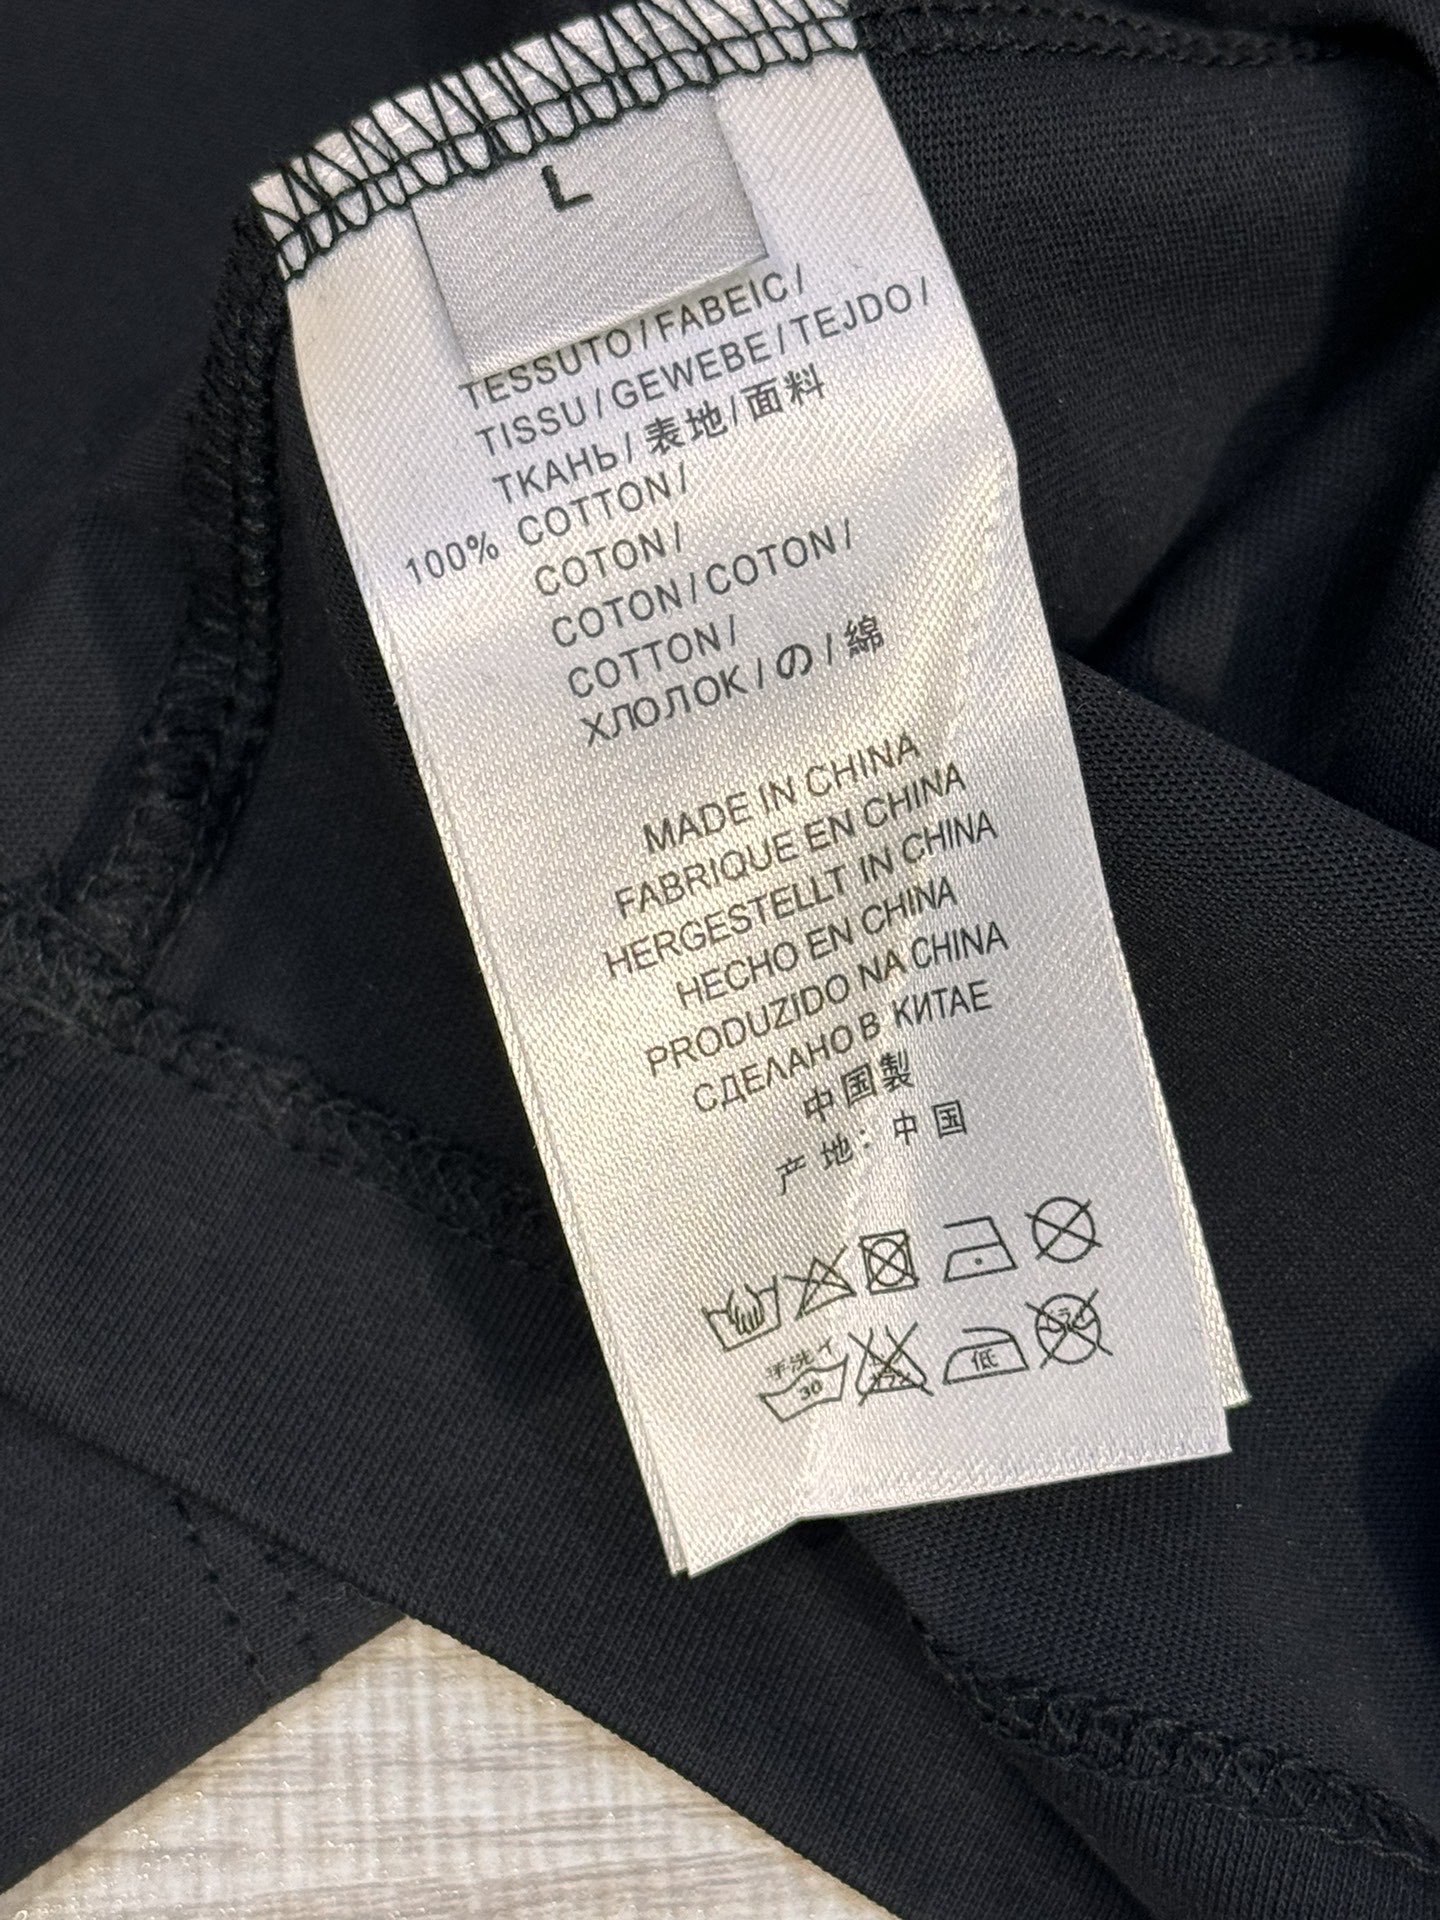 L
TESSUTO/FABEIC/
TISSU/GEWEBE/TEJDO/
ТКАНЬ/表地/面料
100% COTTON/
COTON/
COTON/COTON/
COTTON/
ХЛОЛОК/の/綿
MADE IN CHINA
FABRIQUE EN CHINA
HERGESTELLT IN CHINA
HECHO EN CHINA
PRODUZIDO NA CHINA
СДЕЛАНО В КИТАЕ
中国製
产地：中国
手洗イ
30
低